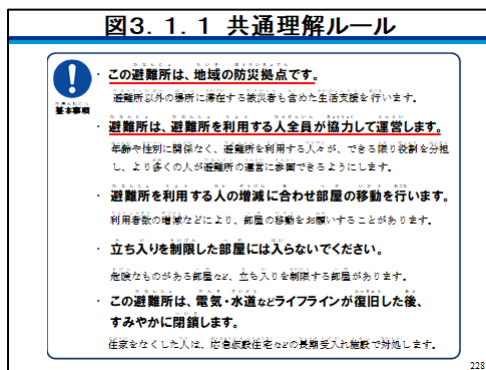 図3.1.1 共通理解ルール
基本事項
・この避難所は、地域の防災拠点です。
避難所以外の場所に滞在する被災者も含めた生活支援を行います。
・避難所は、避難所を利用する人全員が協力して運営します。
年齢や性別に関係なく、避難所を利用する人々が、できる限り役割を分担
し、より多くの人が避難所の運営に参画できるようにします。
・避難所を利用する人の増減に合わせ部屋の移動を行います。
利用者数の増減などにより、部屋の移動をお願いすることがあります。
・立ち入りを制限した部屋には入らないでください。
危険なものがある部屋など、立ち入りを制限する部屋があります。
・この避難所は、電気・水道などライフラインが復旧した後、
すみやかに閉鎖します。
住家をなくした人は、応急仮設住宅などの長期受入れ施設で対処します。
228